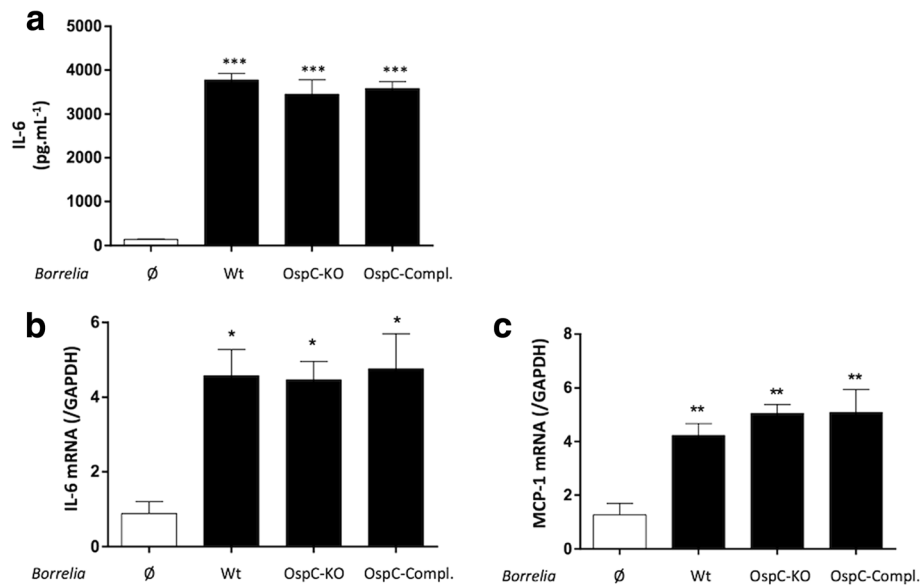 a
IL-6
(pg.mL⁻¹)
5000
4000
3000
2000
1000
0
***
***
***
Borrelia Ø Wt OspC-KO OspC-Compl.
b
IL-6 mRNA (/GAPDH)
6
4
2
0
*
*
*
Borrelia Ø Wt OspC-KO OspC-Compl.
c
MCP-1 mRNA (/GAPDH)
8
6
4
2
0
**
**
**
Borrelia Ø Wt OspC-KO OspC-Compl.